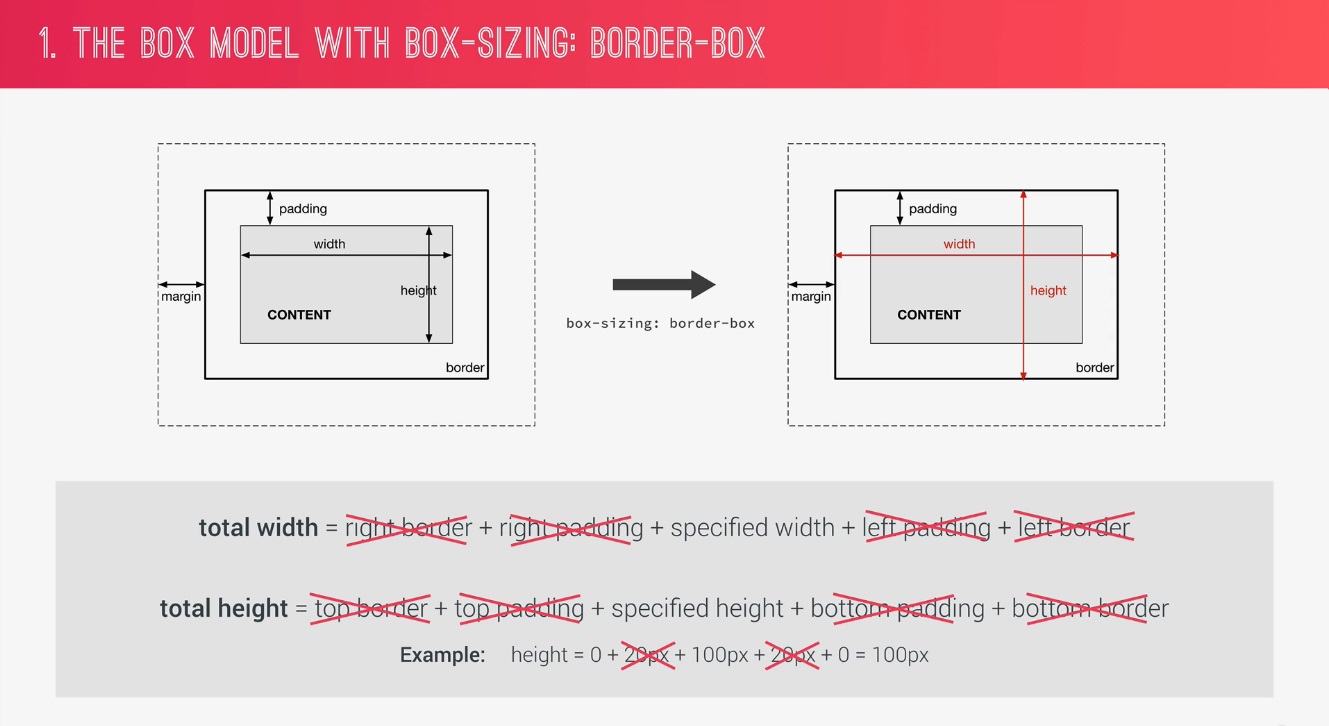 1. THE BOX MODEL WITH BOX-SIZING: BORDER-BOX
padding
width
height
margin
CONTENT
border
box-sizing: border-box
padding
width
height
margin
CONTENT
border
total width = right border + right padding + specified width + left padding + left border
total height = top border + top padding + specified height + bottom padding + bottom border
Example: height = 0 + 20px + 100px + 20px + 0 = 100px